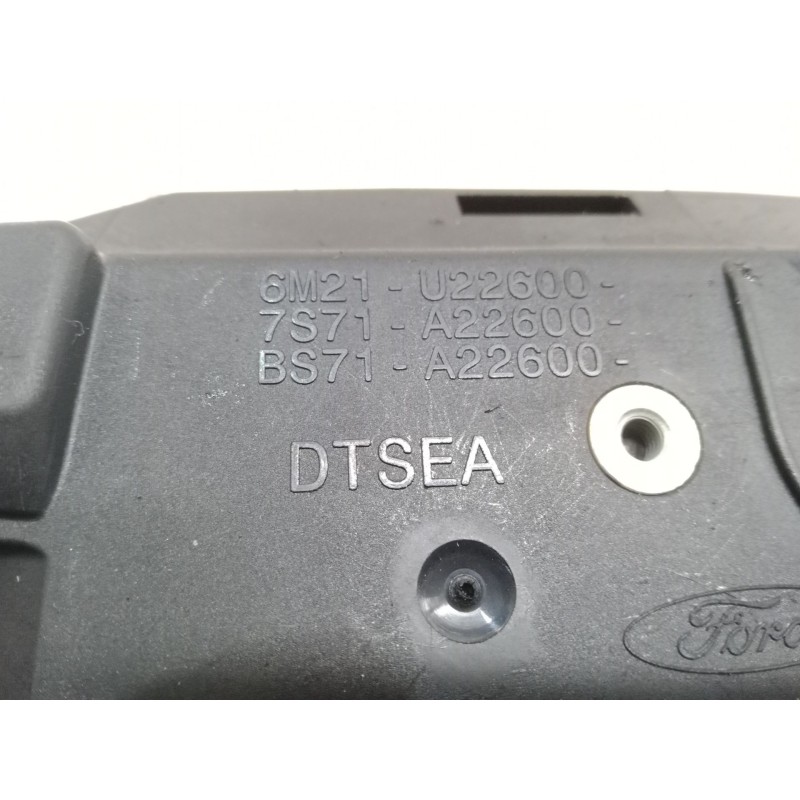 6M21 - U22600 -
7S71 - A22600 -
BS71 - A22600 -
DTSEA
Ford